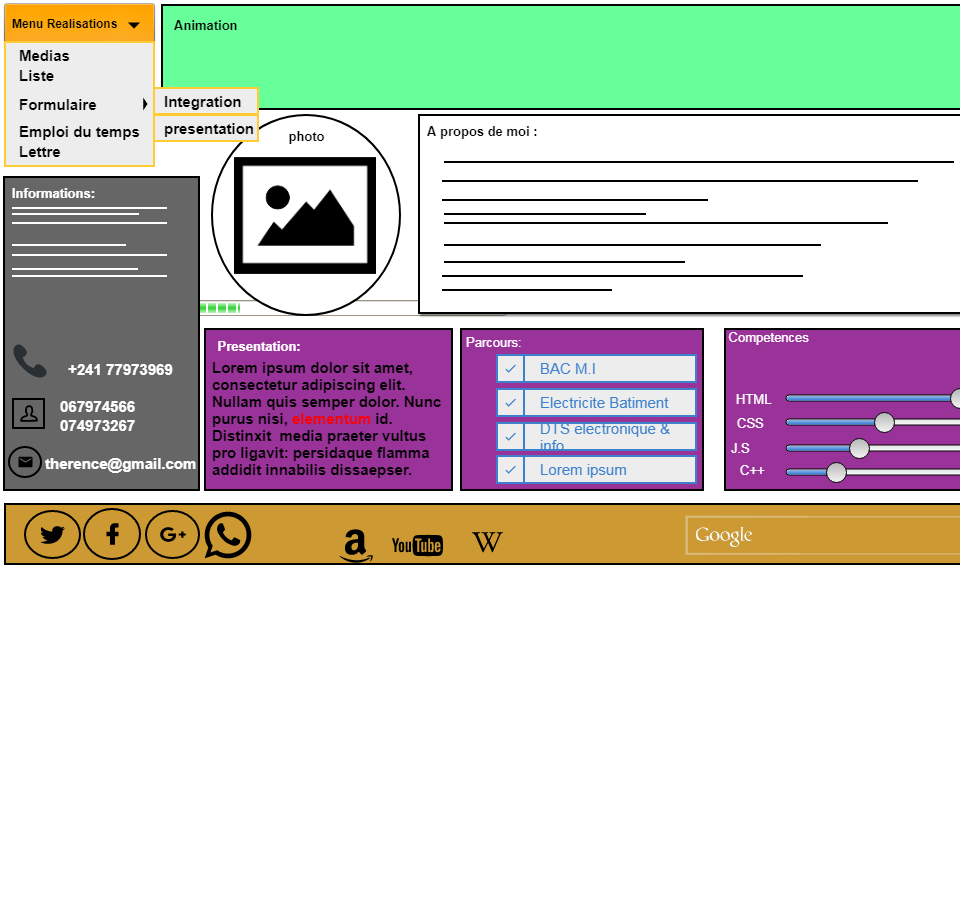 Menu Realisations
Medias
Liste
Formulaire
Emploi du temps
Lettre
Integration
presentation
Animation
photo
A propos de moi :
Informations:
+241 77973969
067974566
074973267
therence@gmail.com
Presentation:
Lorem ipsum dolor sit amet,
consectetur adipiscing elit.
Nullam quis semper dolor. Nunc
purus nisi, elementum id.
Distinxit media praeter vultus
pro ligavit: persidaque flamma
addidit innabilis dissaepser.
Parcours:
BAC M.I
Electricite Batiment
DTS electronique &
info
Lorem ipsum
Competences
HTML
CSS
J.S
C++
f
G+
a
YouTube
W
Google